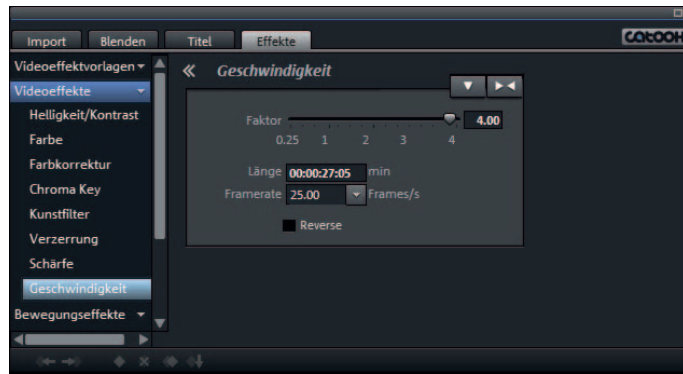 Import Blenden Titel Effekte catooh
Videoeffektvorlagen
Videoeffekte
Helligkeit/Kontrast
Farbe
Farbkorrektur
Chroma Key
Kunstfilter
Verzerrung
Schärfe
Geschwindigkeit
Bewegungseffekte
Geschwindigkeit
Faktor 4.00
0.25 1 2 3 4
Länge 00:00:27:05 min
Framerate 25.00 Frames/s
Reverse